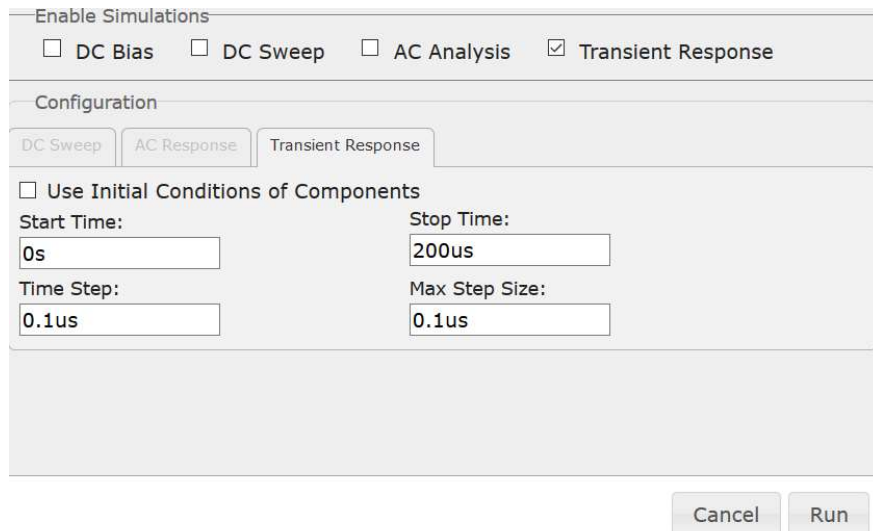 Enable Simulations
DC Bias DC Sweep AC Analysis Transient Response
Configuration
DC Sweep AC Response Transient Response
Use Initial Conditions of Components
Start Time: Stop Time:
0s 200us
Time Step: Max Step Size:
0.1us 0.1us
Cancel Run